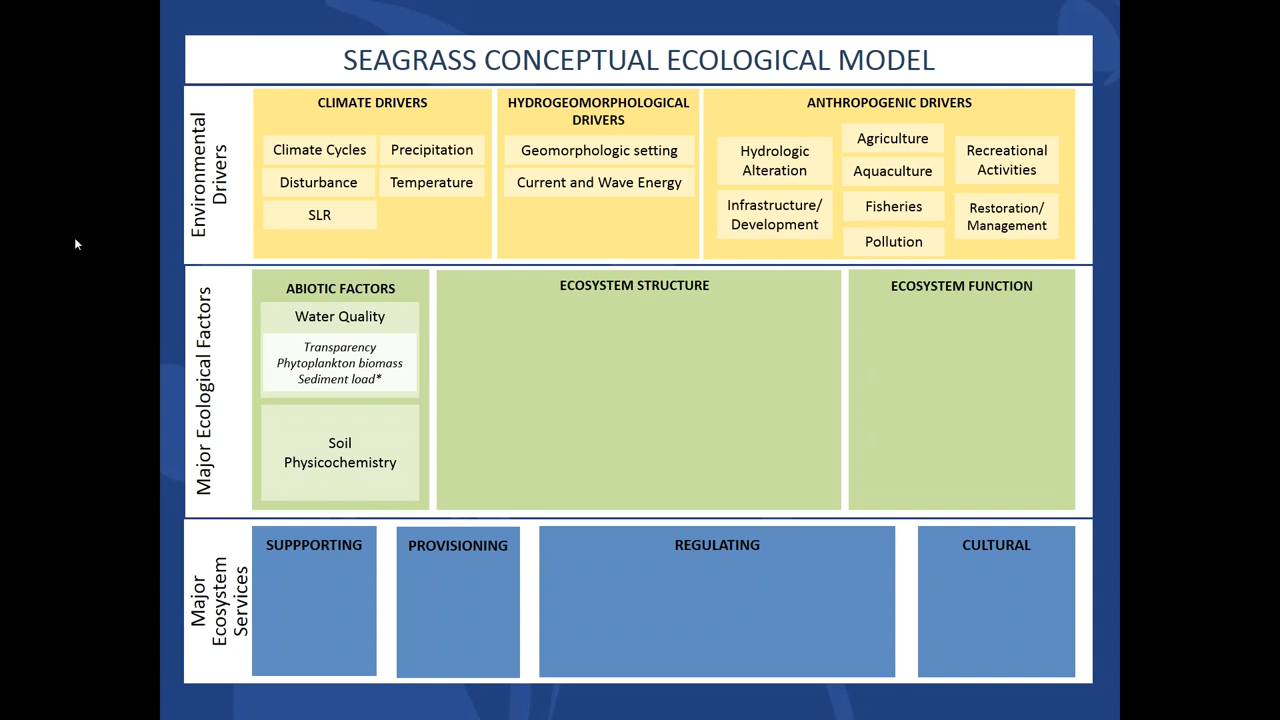 SEAGRASS CONCEPTUAL ECOLOGICAL MODEL
Environmental
Drivers
CLIMATE DRIVERS
Climate Cycles
Precipitation
Disturbance
Temperature
SLR
HYDROGEOMORPHOLOGICAL
DRIVERS
Geomorphologic setting
Current and Wave Energy
ANTHROPOGENIC DRIVERS
Hydrologic
Alteration
Infrastructure/
Development
Agriculture
Aquaculture
Fisheries
Pollution
Recreational
Activities
Restoration/
Management
Major Ecological Factors
ABIOTIC FACTORS
Water Quality
Transparency
Phytoplankton biomass
Sediment load*
Soil
Physicochemistry
ECOSYSTEM STRUCTURE
ECOSYSTEM FUNCTION
Major
Ecosystem
Services
SUPPPORTING
PROVISIONING
REGULATING
CULTURAL